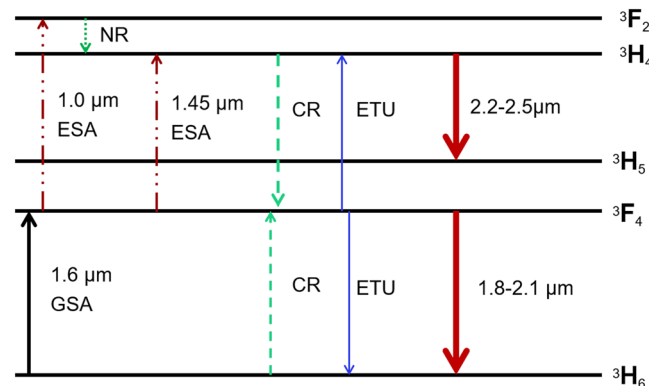 ³F₂
NR
³H₄
1.0 µm
ESA
1.45 µm
ESA
CR
ETU
2.2-2.5µm
³H₅
³F₄
1.6 µm
GSA
CR
ETU
1.8-2.1 µm
³H₆